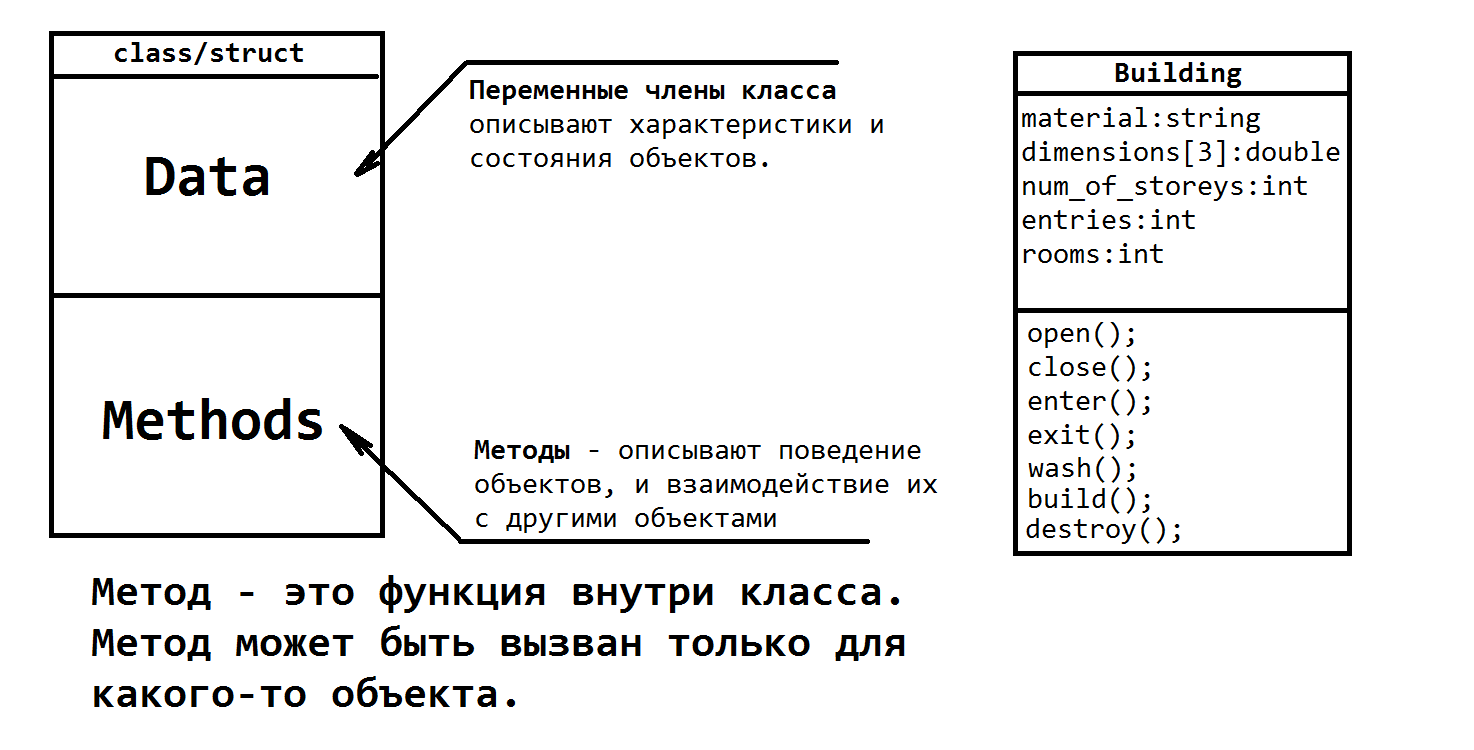 class/struct
Data
Methods
Переменные члены класса
описывают характеристики и
состояния объектов.
Методы - описывают поведение
объектов, и взаимодействие их
с другими объектами
Building
material:string
dimensions[3]:double
num_of_storeys:int
entries:int
rooms:int
open();
close();
enter();
exit();
wash();
build();
destroy();
Метод - это функция внутри класса.
Метод может быть вызван только для
какого-то объекта.